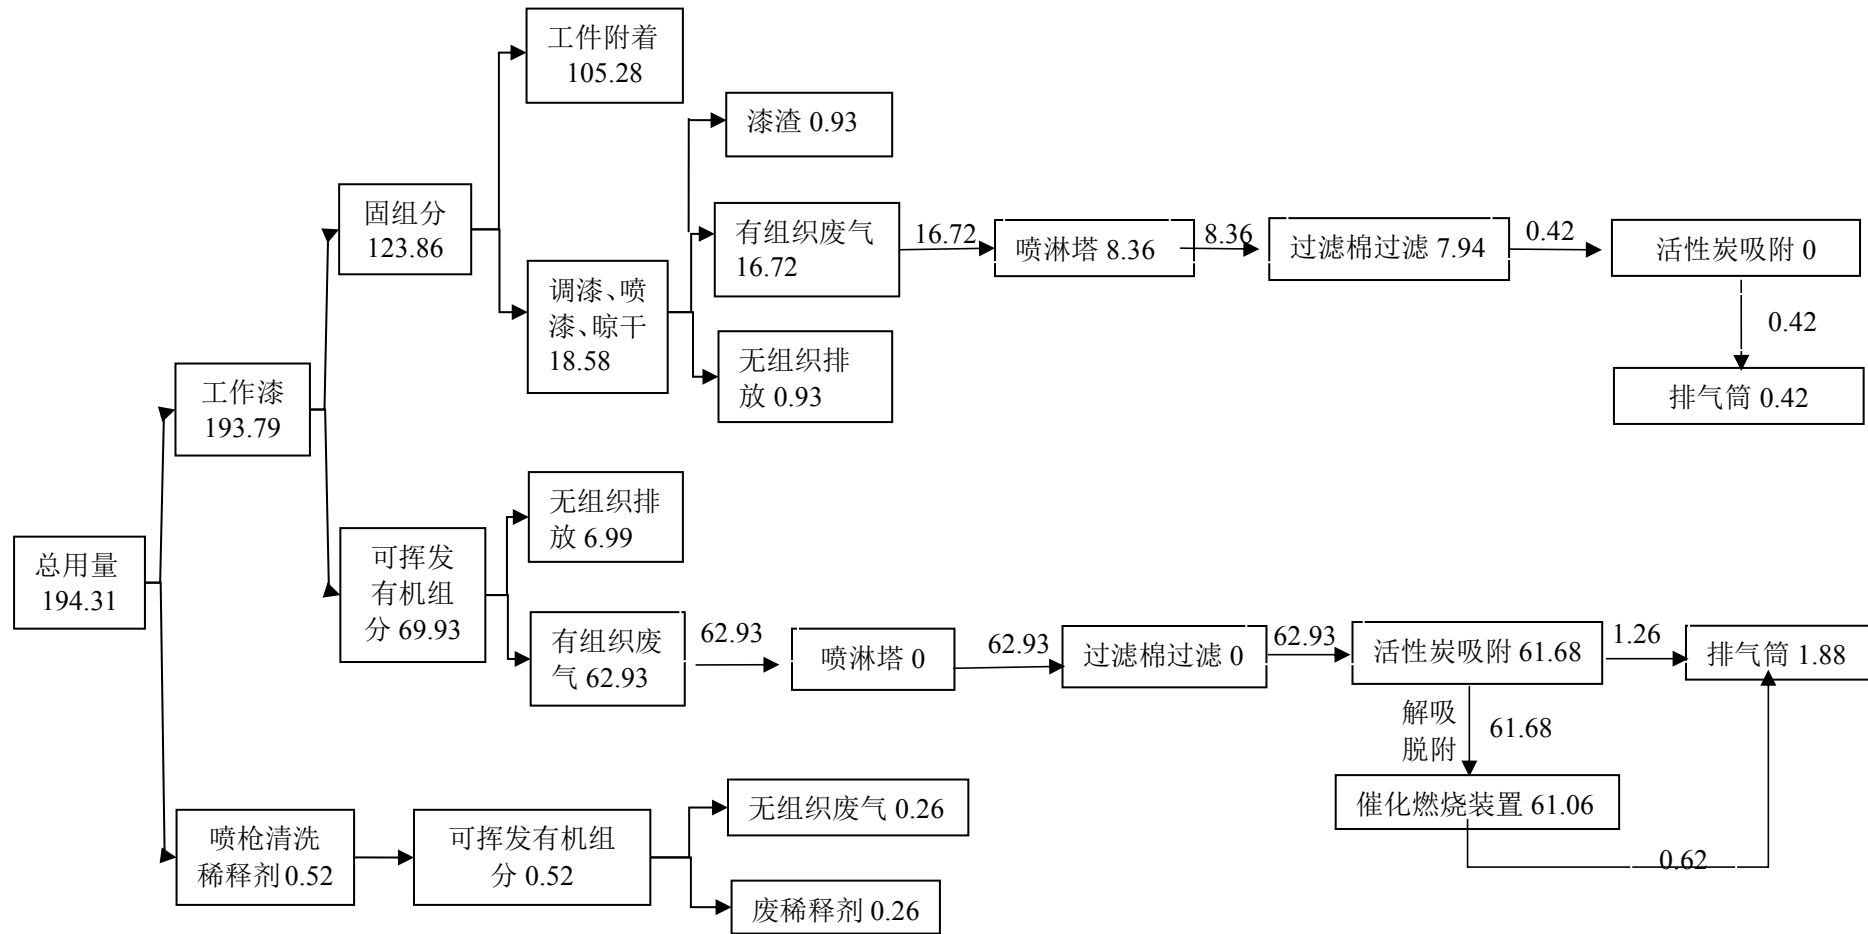 工件附着
105.28
漆渣 0.93
固组分
123.86
有组织废气
16.72
16.72
喷淋塔 8.36
8.36
过滤棉过滤 7.94
0.42
活性炭吸附 0
调漆、喷
漆、晾干
18.58
0.42
无组织排
放 0.93
工作漆
193.79
排气筒 0.42
无组织排
放 6.99
总用量
194.31
可挥发
有机组
分 69.93
有组织废
气 62.93
62.93
喷淋塔 0
62.93
过滤棉过滤 0
62.93
活性炭吸附 61.68
1.26
排气筒 1.88
解吸
脱附
61.68
催化燃烧装置 61.06
0.62
喷枪清洗
稀释剂 0.52
可挥发有机组
分 0.52
无组织废气 0.26
废稀释剂 0.26